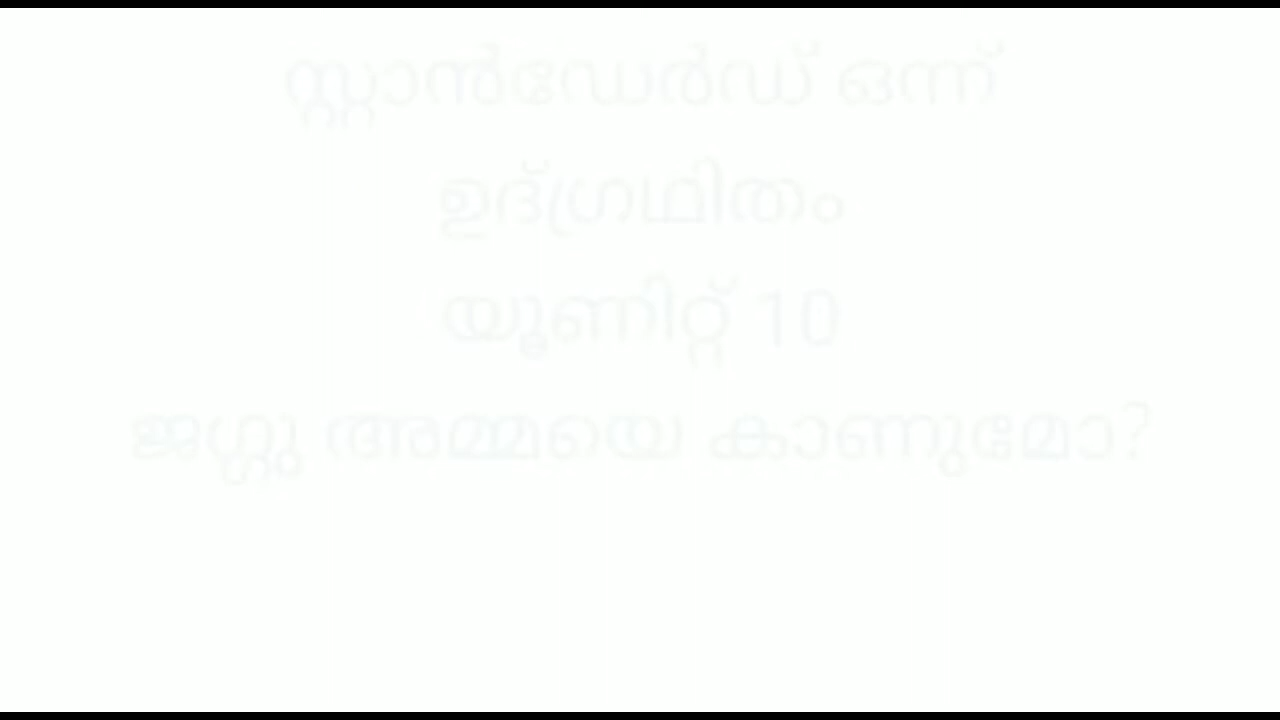 സ്റ്റാൻഡേർഡ് ഒന്ന്
ഉദ്ഗ്രഥിതം
യൂണിറ്റ് 10
ജഗ്ഗു അമ്മയെ കാണുമോ?